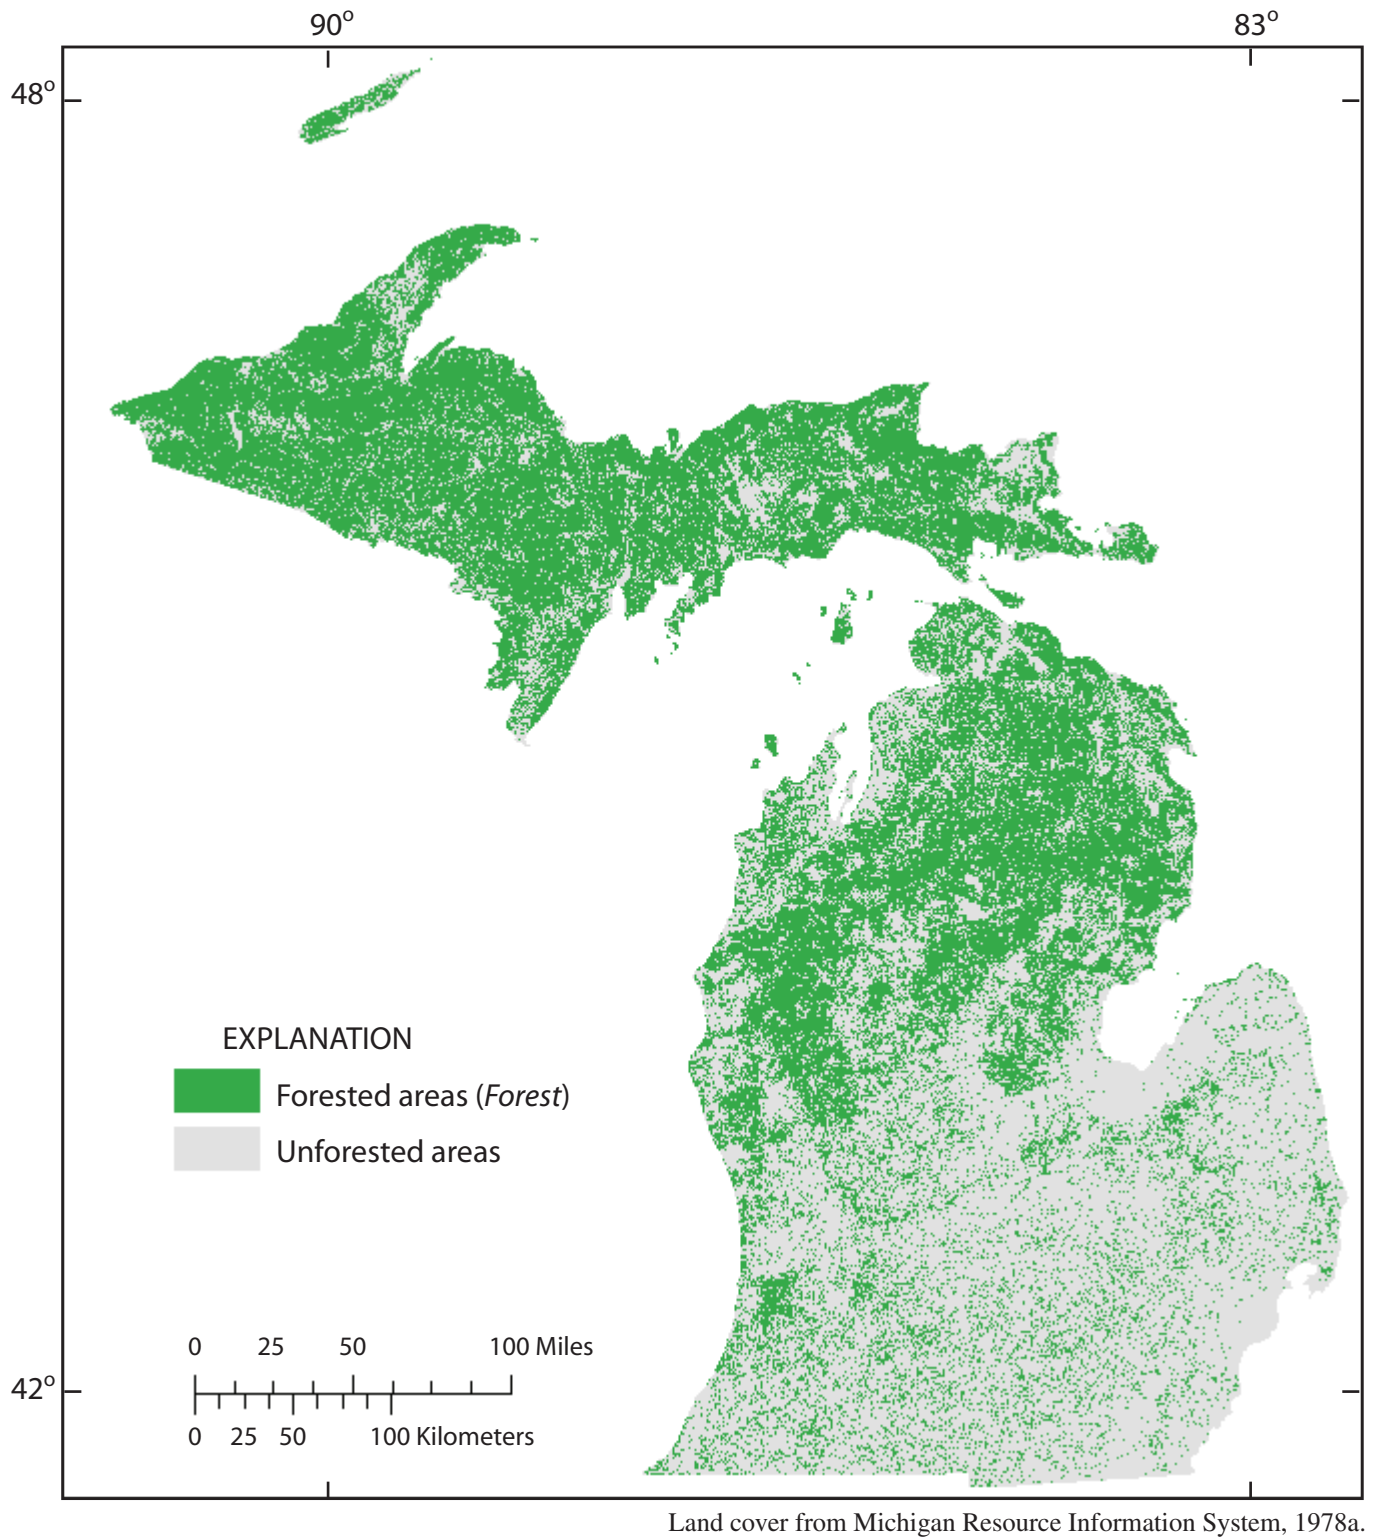 90° 83°
48°
EXPLANATION
Forested areas (Forest)
Unforested areas
0 25 50 100 Miles
42°
0 25 50 100 Kilometers
Land cover from Michigan Resource Information System, 1978a.